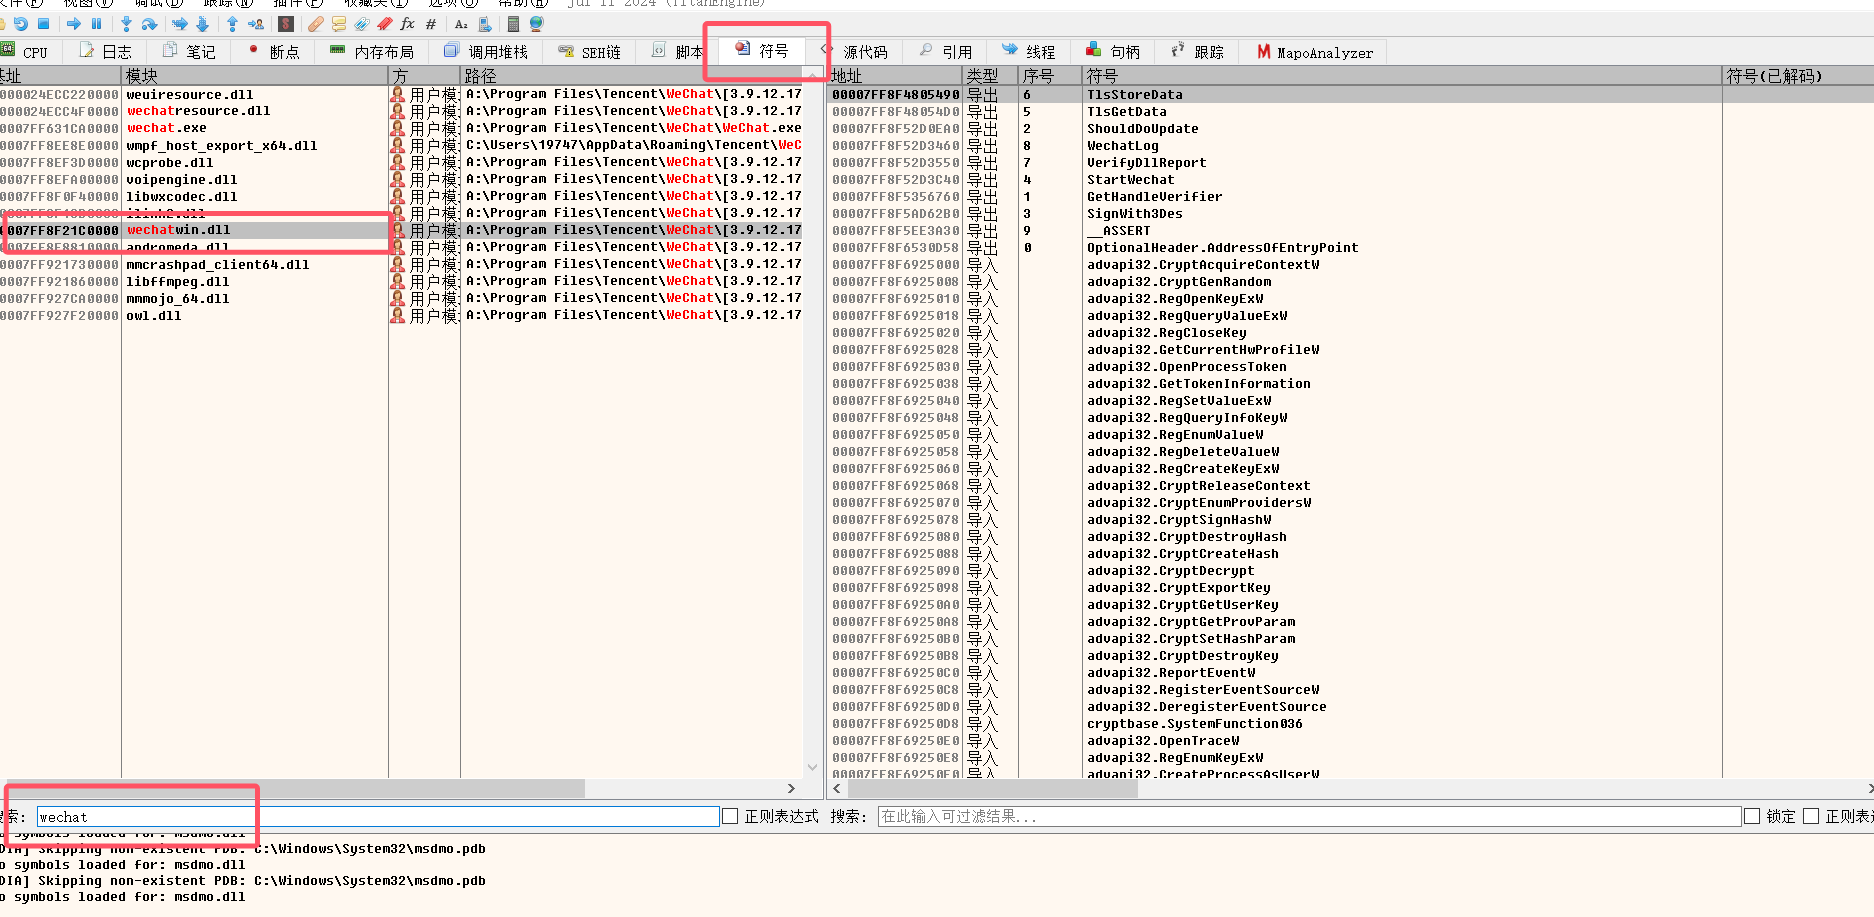 文件(F) 视图(V) 调试(D) 跟踪(N) 插件(P) 收藏夹(I) 选项(O) 帮助(H) Jul 11 2024 (TitanEngine)
CPU 日志 笔记 断点 内存布局 调用堆栈 SEH链 脚本 符号 源代码 引用 线程 句柄 跟踪 MapoAnalyzer
基址 模块 方 路径
000024ECC220000 weuiresource.dll 用户模 A:\Program Files\Tencent\WeChat\[3.9.12.17
000024ECC4F0000 wechatresource.dll 用户模 A:\Program Files\Tencent\WeChat\[3.9.12.17
0007FF631CA0000 wechat.exe 用户模 A:\Program Files\Tencent\WeChat\WeChat.exe
0007FF8EE8E0000 wmpf_host_export_x64.dll 用户模 C:\Users\19747\AppData\Roaming\Tencent\WeC
0007FF8EF3D0000 wcprobe.dll 用户模 A:\Program Files\Tencent\WeChat\[3.9.12.17
0007FF8EFA00000 voipengine.dll 用户模 A:\Program Files\Tencent\WeChat\[3.9.12.17
0007FF8F0F40000 libwxcodec.dll 用户模 A:\Program Files\Tencent\WeChat\[3.9.12.17
ilink2.dll 用户模 A:\Program Files\Tencent\WeChat\[3.9.12.17
0007FF8F21C0000 wechatwin.dll 用户模 A:\Program Files\Tencent\WeChat\[3.9.12.17
0007FF8F8810000 andromeda.dll 用户模 A:\Program Files\Tencent\WeChat\[3.9.12.17
0007FF921730000 mmcrashpad_client64.dll 用户模 A:\Program Files\Tencent\WeChat\[3.9.12.17
0007FF921860000 libffmpeg.dll 用户模 A:\Program Files\Tencent\WeChat\[3.9.12.17
0007FF927CA0000 mmmojo_64.dll 用户模 A:\Program Files\Tencent\WeChat\[3.9.12.17
0007FF927F20000 owl.dll 用户模 A:\Program Files\Tencent\WeChat\[3.9.12.17
地址 类型 序号 符号 符号(已解码)
00007FF8F4805490 导出 6 TlsStoreData
00007FF8F48054D0 导出 5 TlsGetData
00007FF8F52D0EA0 导出 2 ShouldDoUpdate
00007FF8F52D3460 导出 8 WechatLog
00007FF8F52D3550 导出 7 VerifyDllReport
00007FF8F52D3C40 导出 4 StartWechat
00007FF8F5356760 导出 1 GetHandleVerifier
00007FF8F5AD62B0 导出 3 SignWith3Des
00007FF8F5EE3A30 导出 9 __ASSERT
00007FF8F6530D58 导出 0 OptionalHeader.AddressOfEntryPoint
00007FF8F6925000 导入 advapi32.CryptAcquireContextW
00007FF8F6925008 导入 advapi32.CryptGenRandom
00007FF8F6925010 导入 advapi32.RegOpenKeyExW
00007FF8F6925018 导入 advapi32.RegQueryValueExW
00007FF8F6925020 导入 advapi32.RegCloseKey
00007FF8F6925028 导入 advapi32.GetCurrentHwProfileW
00007FF8F6925030 导入 advapi32.OpenProcessToken
00007FF8F6925038 导入 advapi32.GetTokenInformation
00007FF8F6925040 导入 advapi32.RegSetValueExW
00007FF8F6925048 导入 advapi32.RegQueryInfoKeyW
00007FF8F6925050 导入 advapi32.RegEnumValueW
00007FF8F6925058 导入 advapi32.RegDeleteValueW
00007FF8F6925060 导入 advapi32.RegCreateKeyExW
00007FF8F6925068 导入 advapi32.CryptReleaseContext
00007FF8F6925070 导入 advapi32.CryptEnumProvidersW
00007FF8F6925078 导入 advapi32.CryptSignHashW
00007FF8F6925080 导入 advapi32.CryptDestroyHash
00007FF8F6925088 导入 advapi32.CryptCreateHash
00007FF8F6925090 导入 advapi32.CryptDecrypt
00007FF8F6925098 导入 advapi32.CryptExportKey
00007FF8F69250A0 导入 advapi32.CryptGetUserKey
00007FF8F69250A8 导入 advapi32.CryptGetProvParam
00007FF8F69250B0 导入 advapi32.CryptSetHashParam
00007FF8F69250B8 导入 advapi32.CryptDestroyKey
00007FF8F69250C0 导入 advapi32.ReportEventW
00007FF8F69250C8 导入 advapi32.RegisterEventSourceW
00007FF8F69250D0 导入 advapi32.DeregisterEventSource
00007FF8F69250D8 导入 cryptbase.SystemFunction036
00007FF8F69250E0 导入 advapi32.OpenTraceW
00007FF8F69250E8 导入 advapi32.RegEnumKeyExW
00007FF8F69250F0 导入 advapi32.CreateProcessAsUserW
搜索: wechat 正则表达式 搜索: 在此输入可过滤结果... 锁定 正则表达
o symbols loaded for: msdmo.dll
DIA] Skipping non-existent PDB: C:\Windows\System32\msdmo.pdb
o symbols loaded for: msdmo.dll
DIA] Skipping non-existent PDB: C:\Windows\System32\msdmo.pdb
o symbols loaded for: msdmo.dll